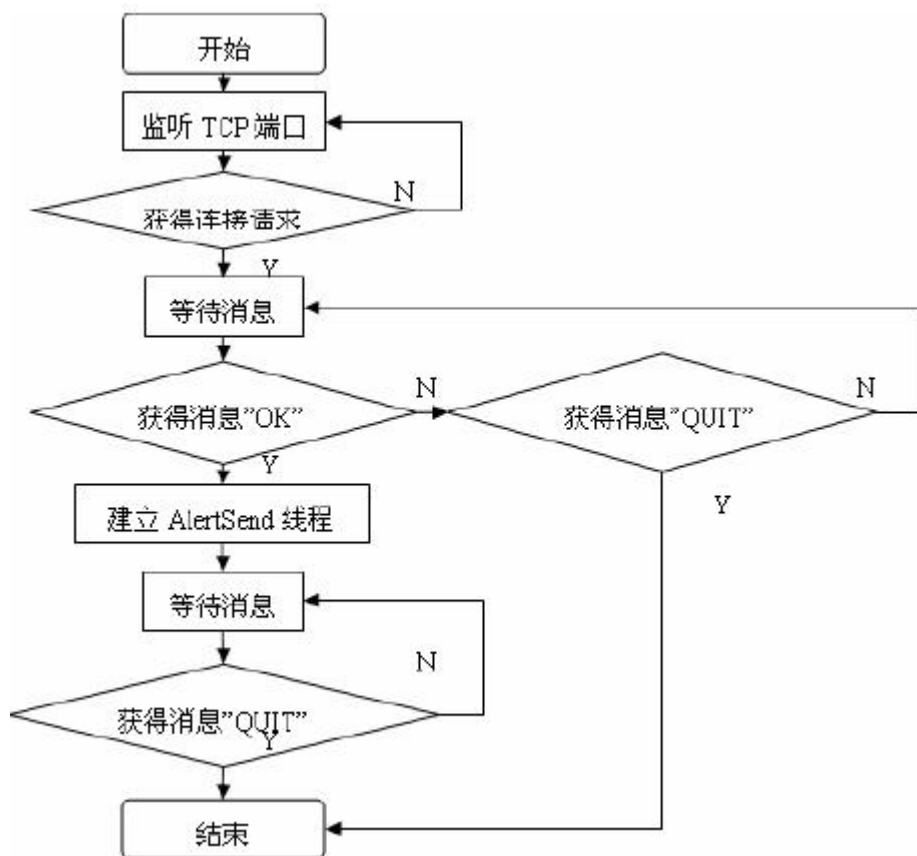 开始
监听 TCP 端口
N
获得连接请求
Y
等待消息
N
N
获得消息”OK”
获得消息”QUIT”
Y
Y
建立 AlertSend 线程
等待消息
N
获得消息”QUIT”
Y
结束